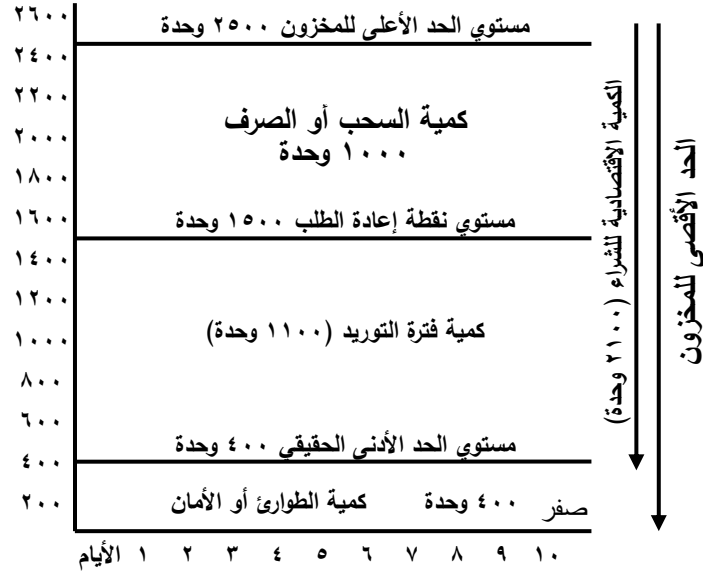 ٢٦٠٠
مستوي الحد الأعلي للمخزون ٢٥٠٠ وحدة
٢٤٠٠
٢٢٠٠
كمية السحب أو الصرف
٢٠٠٠
١٠٠٠ وحدة
١٨٠٠
١٦٠٠
مستوي نقطة إعادة الطلب ١٥٠٠ وحدة
١٤٠٠
١٢٠٠
كمية فترة التوريد (١١٠٠ وحدة)
١٠٠٠
٨٠٠
٦٠٠
مستوي الحد الأدني الحقيقي ٤٠٠ وحدة
٤٠٠
٢٠٠
كمية الطوارئ أو الأمان
٤٠٠ وحدة
صفر
الأيام ١ ٢ ٣ ٤ ٥ ٦ ٧ ٨ ٩ ١٠
الكمية الاقتصادية للشراء (٢١٠٠ وحدة)
الحد الأقصى للمخزون